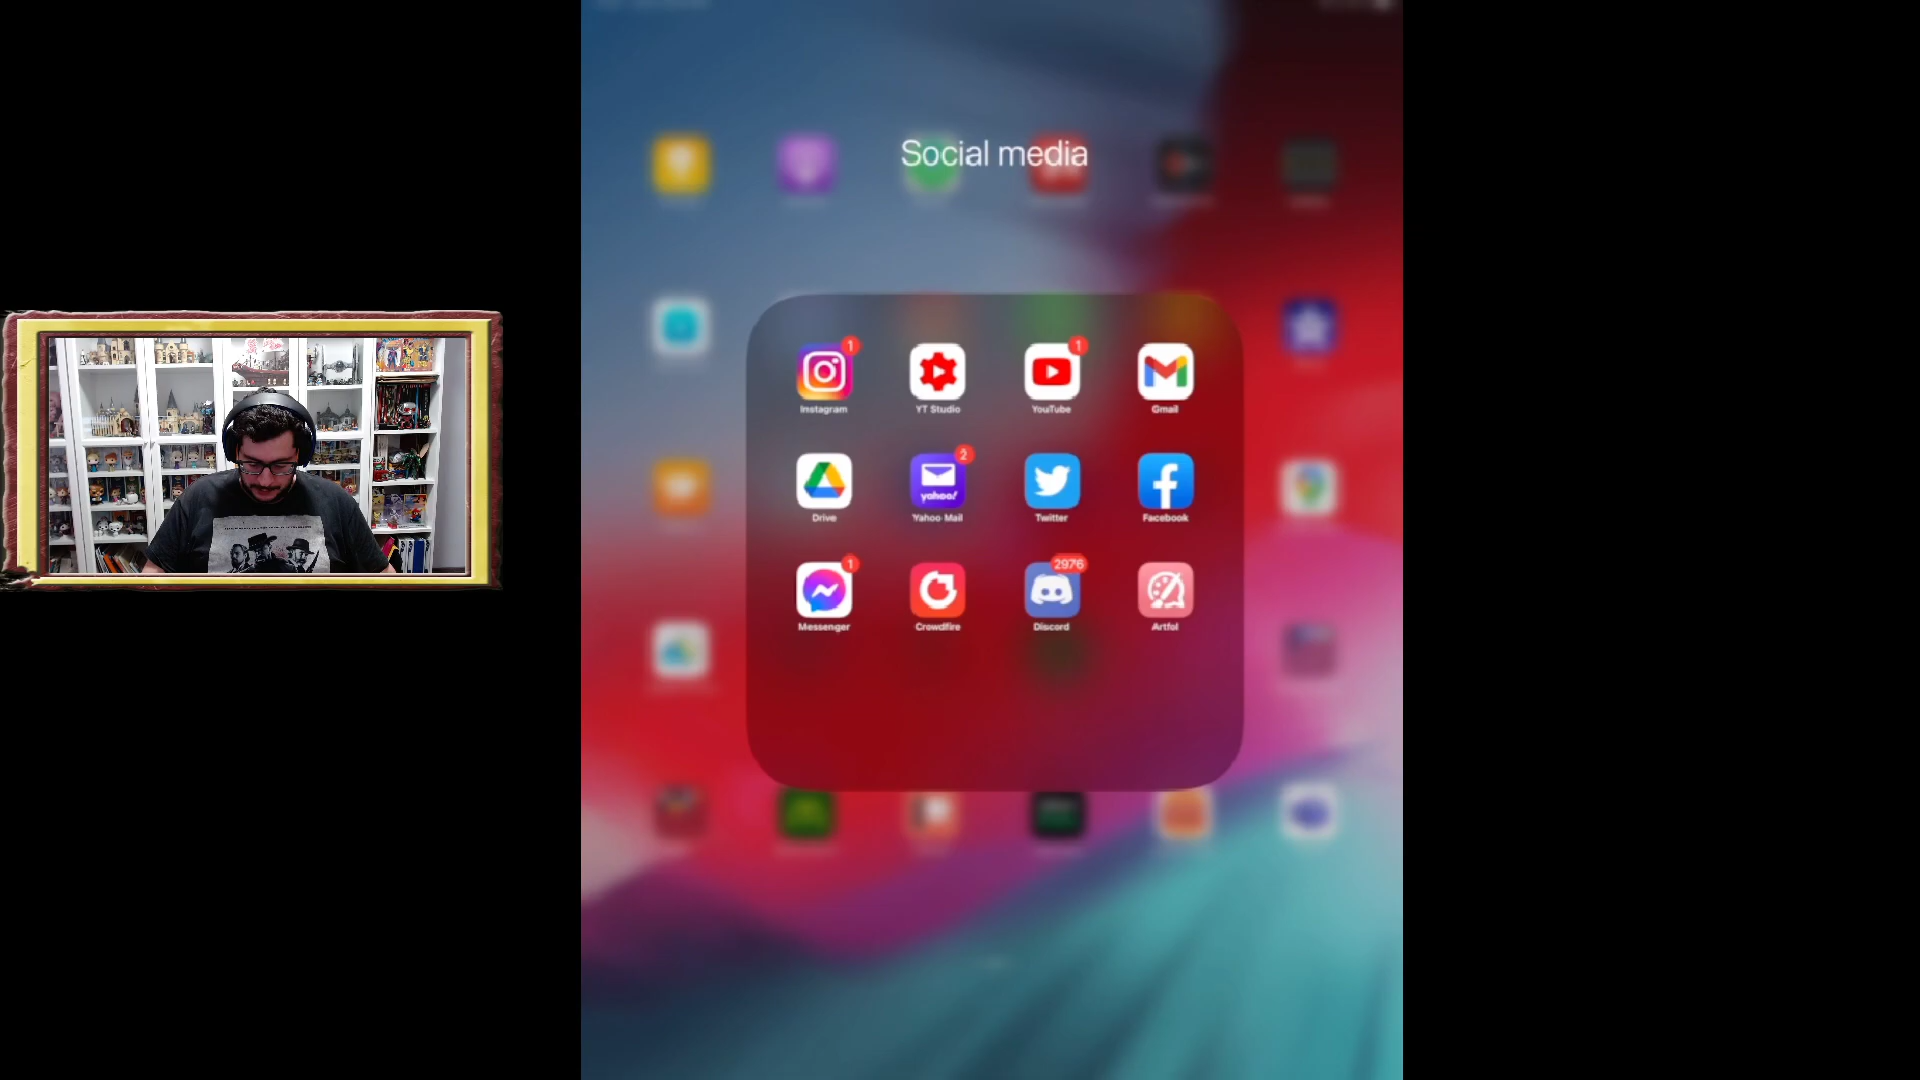 Social media
1
1
Instagram YT Studio YouTube Gmail
2
yahoo!
Drive Yahoo Mail Twitter Facebook
1
2976
Messenger Crowdfire Discord Artfol